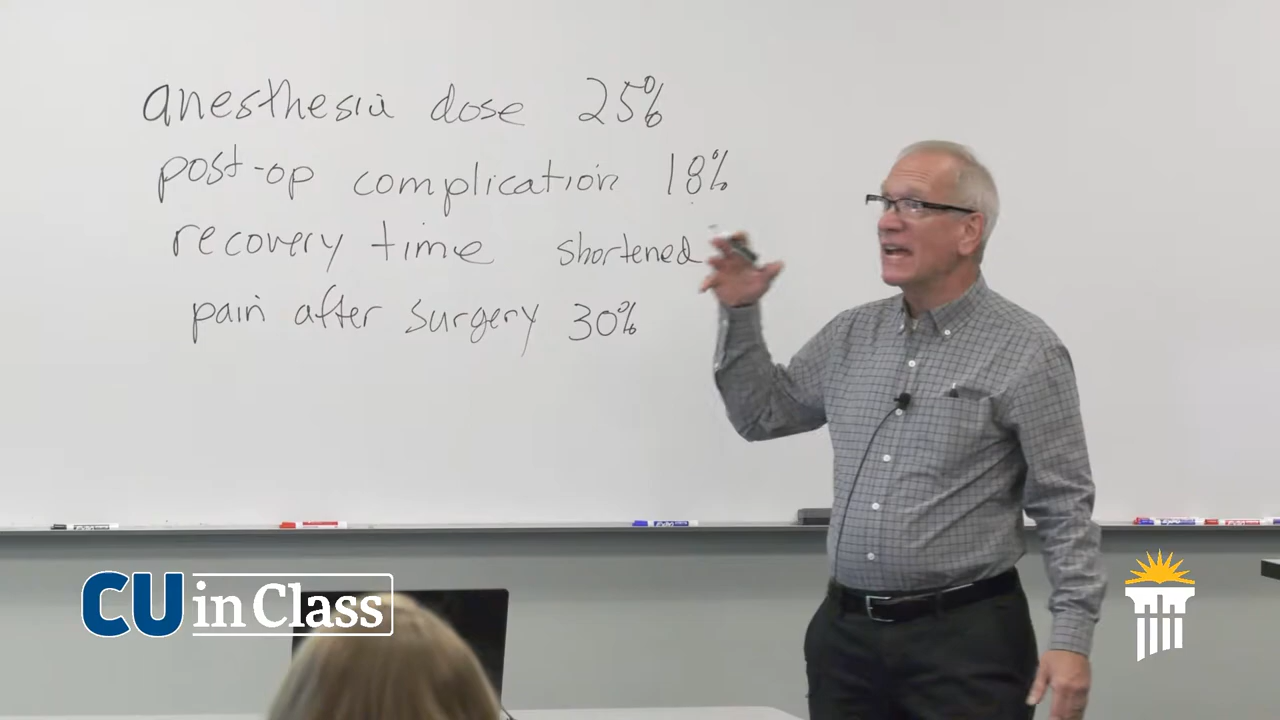 anesthesia dose 25%
post-op complication 18%
recovery time shortened
pain after surgery 30%
CU in Class